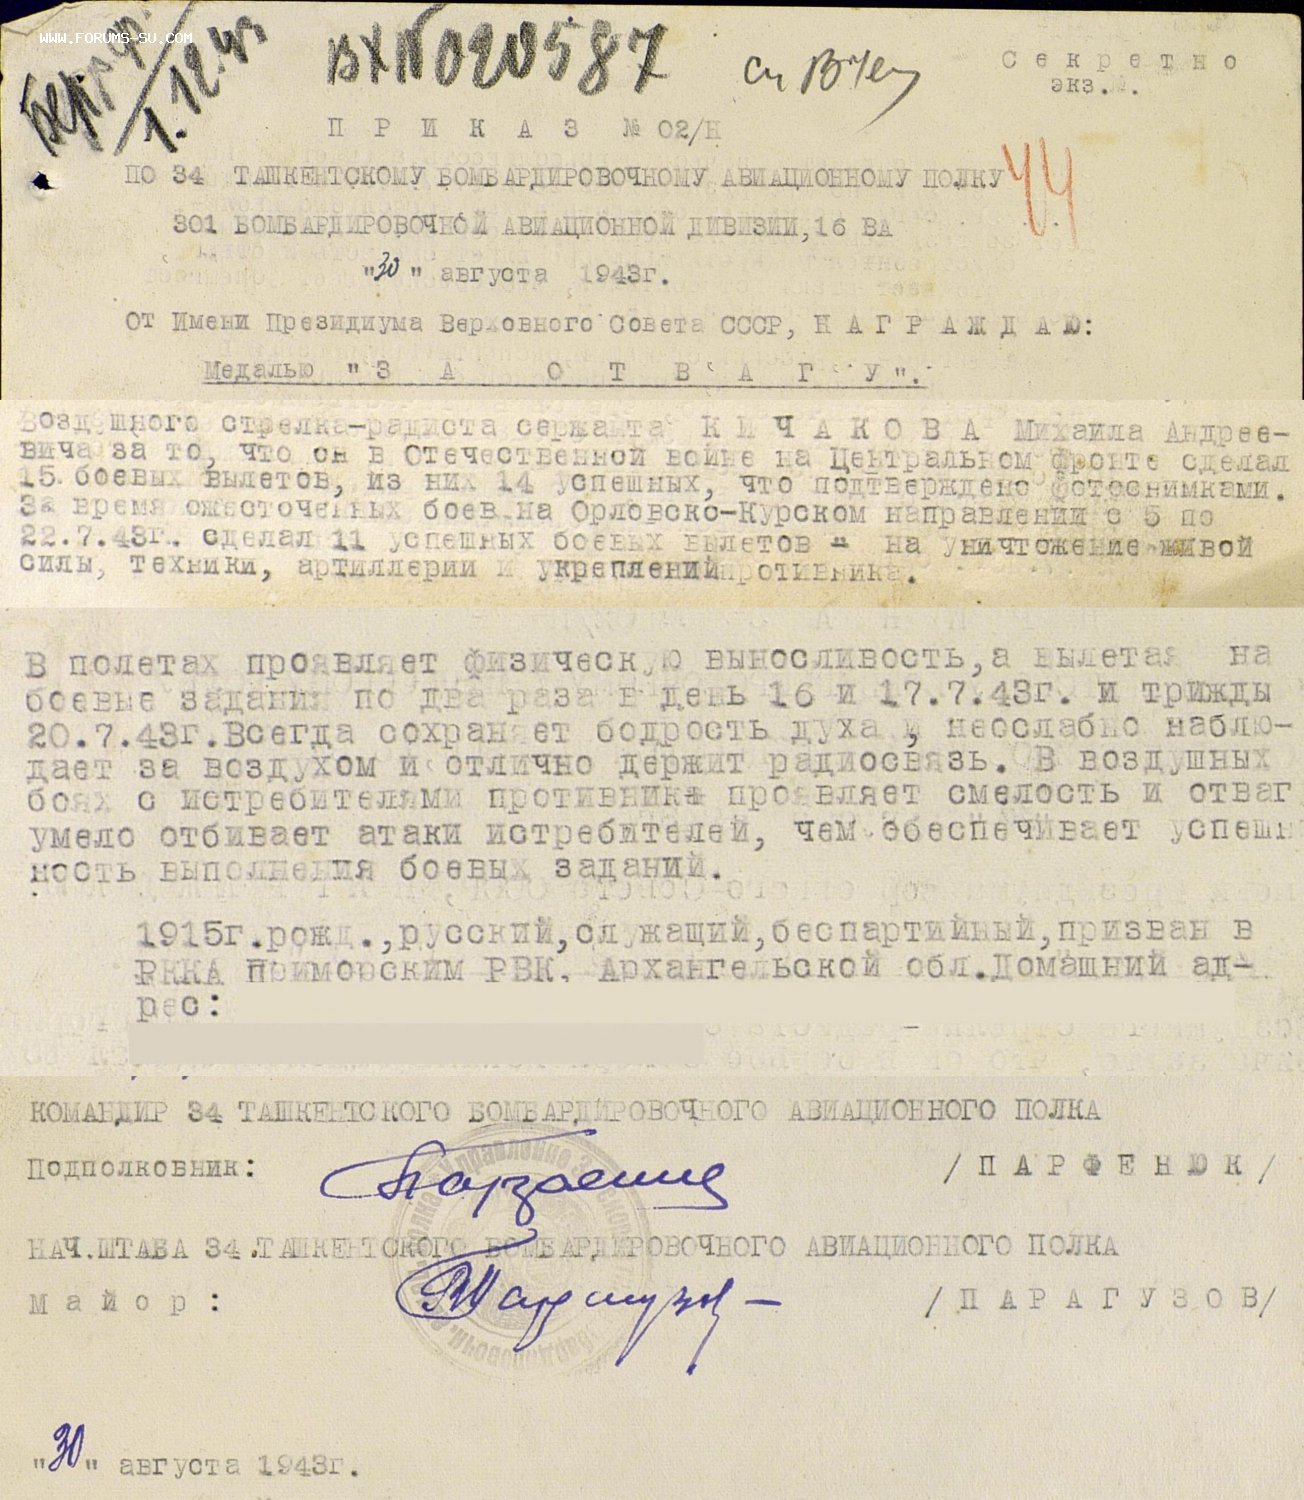 www.forums-su.com
1.12.43
ВХ№020587
Секретно
экз. .
ПРИКАЗ № 02/Н
44
ПО 34 ТАШКЕНТСКОМУ БОМБАРДИРОВОЧНОМУ АВИАЦИОННОМУ ПОЛКУ
301 БОМБАРДИРОВОЧНОЙ АВИАЦИОННОЙ ДИВИЗИИ, 16 ВА
"30" августа 1943г.
От Имени Президиума Верховного Совета СССР, НАГРАЖДАЮ:
Медалью "ЗА ОТВАГУ".
Воздушного стрелка-радиста сержанта КИЧАКОВА Михаила Андрее-
вича за то, что он в Отечественной войне на Центральном фронте сделал
15 боевых вылетов, из них 14 успешных, что подтверждено фотоснимками.
За время ожесточенных боев на Орловско-Курском направлении с 5 по
22.7.43г. сделал 11 успешных боевых вылетов - на уничтожение живой
силы, техники, артиллерии и укреплений противника.
В полетах проявляет физическую выносливость, а вылетая на
боевые задания по два раза в день 16 и 17.7.43г. и трижды
20.7.43г. Всегда сохраняет бодрость духа, неослабно наблю-
дает за воздухом и отлично держит радиосвязь. В воздушных
боях с истребителями противника проявляет смелость и отваг
умело отбивает атаки истребителей, чем обеспечивает успешн
ность выполнения боевых заданий.
1915г.рожд., русский, служащий, беспартийный, призван в
РККА Приморским РВК, Архангельской обл. Домашний ад-
рес:
КОМАНДИР 34 ТАШКЕНТСКОГО БОМБАРДИРОВОЧНОГО АВИАЦИОННОГО ПОЛКА
Подполковник: /ПАРФЕНЮК/
НАЧ.ШТАБА 34 ТАШКЕНТСКОГО БОМБАРДИРОВОЧНОГО АВИАЦИОННОГО ПОЛКА
Майор: /ПАРАГУЗОВ/
"30" августа 1943г.